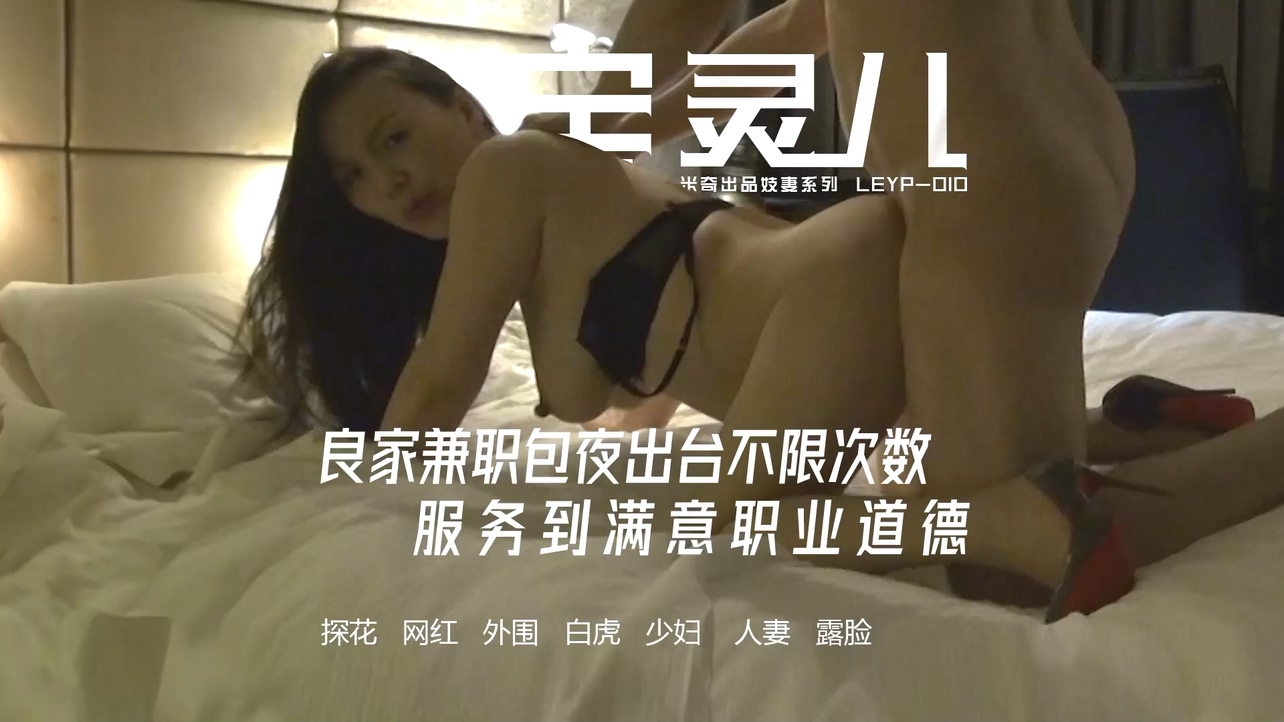 宝灵儿
米奇出品妓妻系列 LEYP-010
良家兼职包夜出台不限次数
服务到满意职业道德
探花 网红 外围 白虎 少妇 人妻 露脸